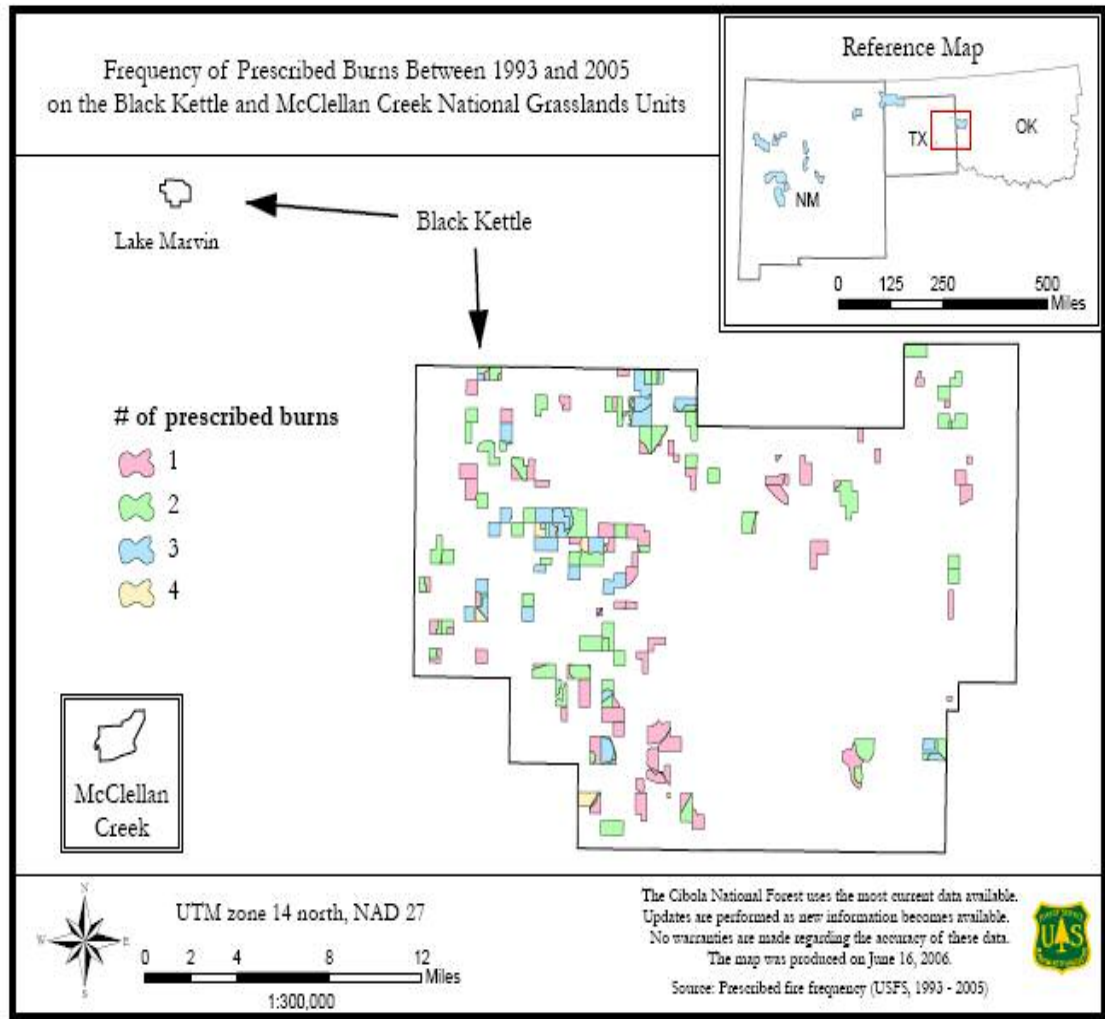 Frequency of Prescribed Burns Between 1993 and 2005
on the Black Kettle and McClellan Creek National Grasslands Units
Reference Map
TX
OK
NM
0 125 250 500
Miles
Lake Marvin
Black Kettle
# of prescribed burns
1
2
3
4
McClellan
Creek
N
W E
S
UTM zone 14 north, NAD 27
0 2 4 8 12
Miles
1:300,000
The Cibola National Forest uses the most current data available.
Updates are performed as new information becomes available.
No warranties are made regarding the accuracy of these data.
The map was produced on June 16, 2006.
Source: Prescribed fire frequency (USFS, 1993 - 2005)
FOREST SERVICE
U S